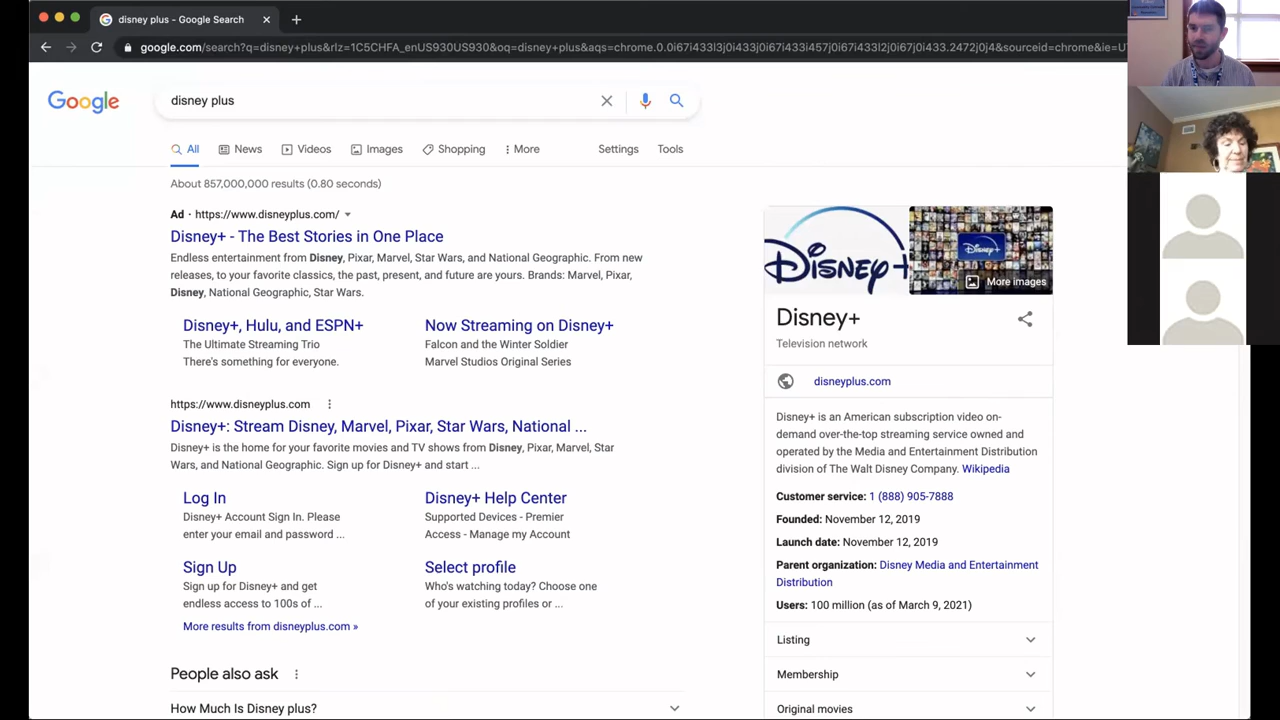 disney plus - Google Search
google.com/search?q=disney+plus&rlz=1C5CHFA_enUS930US930&oq=disney+plus&aqs=chrome.0.0i67i433l3j0i433j0i67i433i457j0i67i433l2j0i67j0i433.2472j0j4&sourceid=chrome&ie=U
Google
disney plus
All News Videos Images Shopping More Settings Tools
About 857,000,000 results (0.80 seconds)
Ad · https://www.disneyplus.com/
Disney+ - The Best Stories in One Place
Endless entertainment from Disney, Pixar, Marvel, Star Wars, and National Geographic. From new
releases, to your favorite classics, the past, present, and future are yours. Brands: Marvel, Pixar,
Disney, National Geographic, Star Wars.
Disney+, Hulu, and ESPN+
The Ultimate Streaming Trio
There's something for everyone.
Now Streaming on Disney+
Falcon and the Winter Soldier
Marvel Studios Original Series
https://www.disneyplus.com
Disney+: Stream Disney, Marvel, Pixar, Star Wars, National ...
Disney+ is the home for your favorite movies and TV shows from Disney, Pixar, Marvel, Star
Wars, and National Geographic. Sign up for Disney+ and start ...
Log In
Disney+ Account Sign In. Please
enter your email and password ...
Disney+ Help Center
Supported Devices - Premier
Access - Manage my Account
Sign Up
Sign up for Disney+ and get
endless access to 100s of ...
Select profile
Who's watching today? Choose one
of your existing profiles or ...
More results from disneyplus.com »
People also ask
How Much Is Disney plus?
Disney+
Disney+
More images
Disney+
Television network
disneyplus.com
Disney+ is an American subscription video on-
demand over-the-top streaming service owned and
operated by the Media and Entertainment Distribution
division of The Walt Disney Company. Wikipedia
Customer service: 1 (888) 905-7888
Founded: November 12, 2019
Launch date: November 12, 2019
Parent organization: Disney Media and Entertainment
Distribution
Users: 100 million (as of March 9, 2021)
Listing
Membership
Original movies